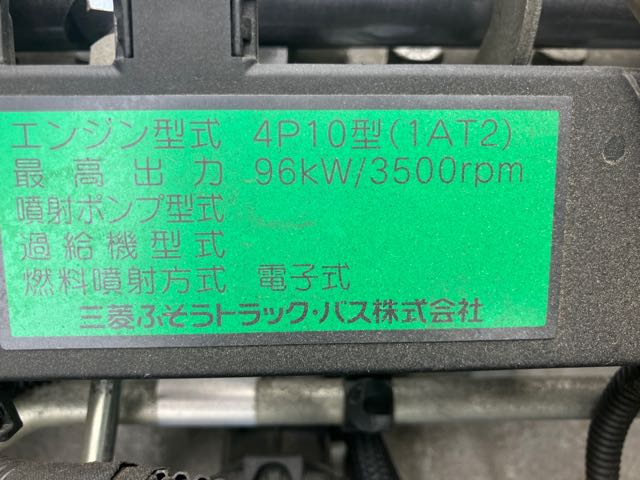 エンジン型式 4P10型(1AT2)
最高出力 96kW/3500rpm
噴射ポンプ型式
過給機型式
燃料噴射方式 電子式
三菱ふそうトラック・バス株式会社